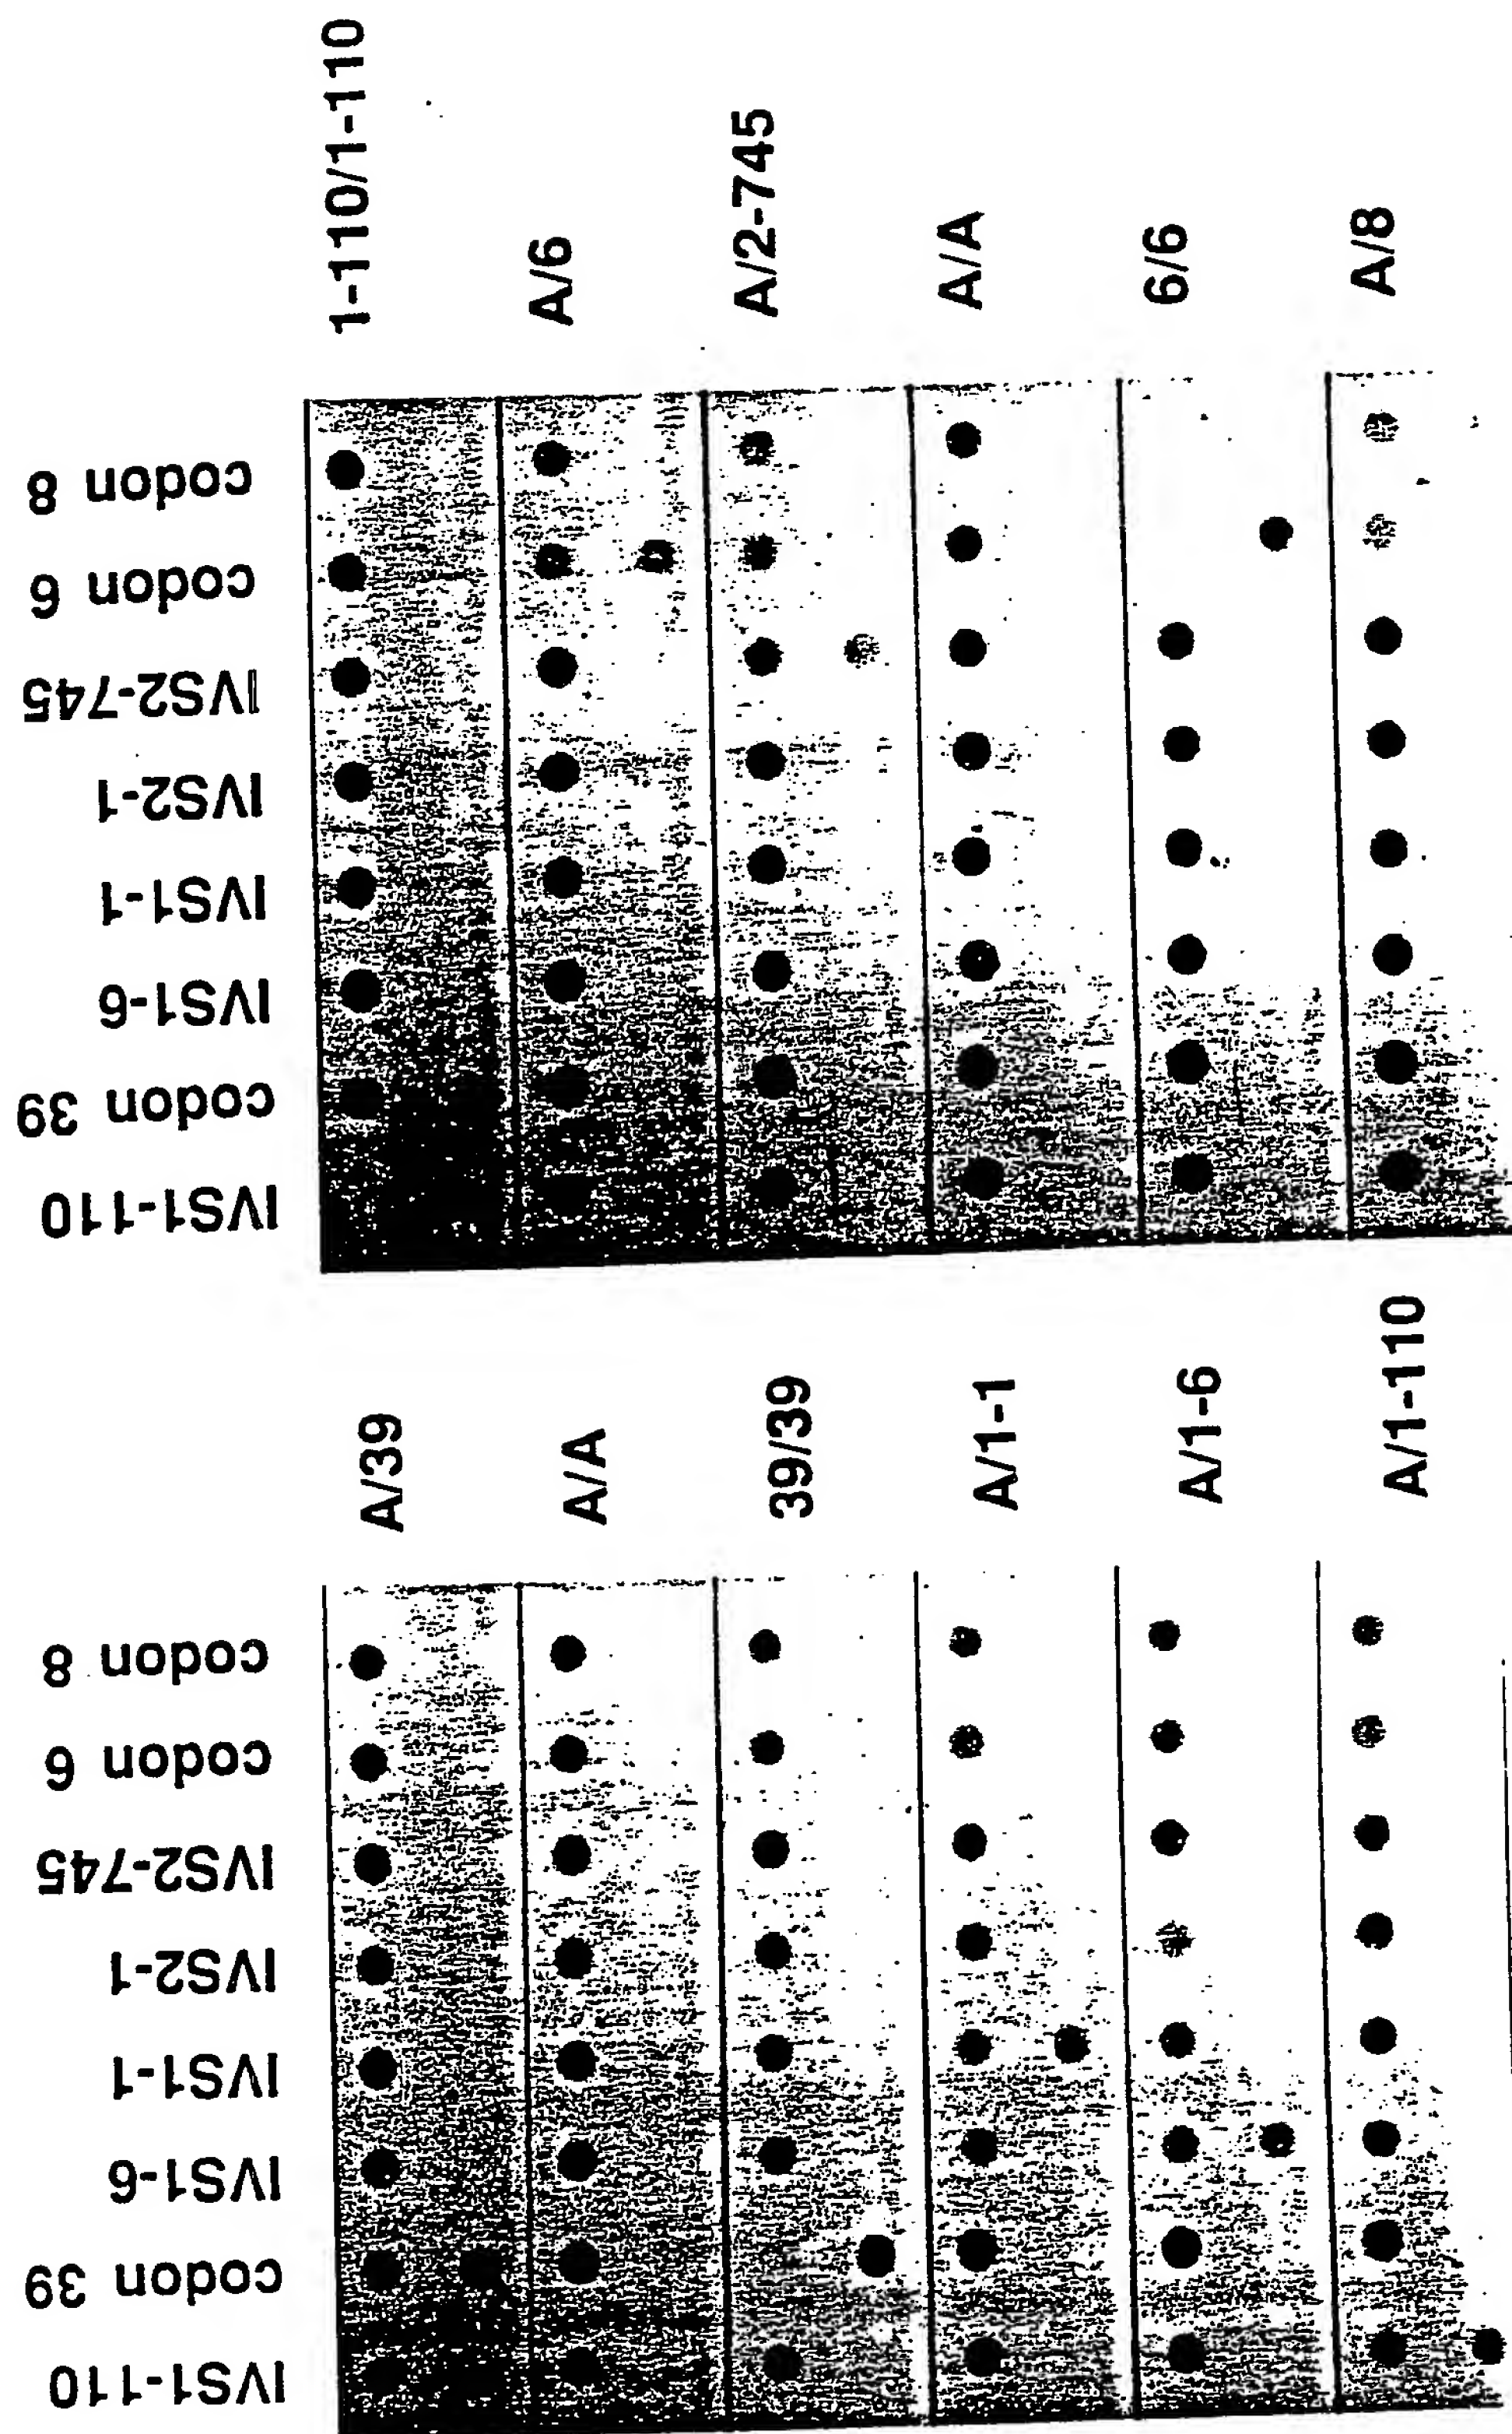 codon 8
codon 6
IVS2-745
IVS2-1
IVS1-1
IVS1-6
codon 39
IVS1-110
1-110/1-110
A/6
A/2-745
A/A
6/6
A/8
codon 8
codon 6
IVS2-745
IVS2-1
IVS1-1
IVS1-6
codon 39
IVS1-110
A/39
A/A
39/39
A/1-1
A/1-6
A/1-110